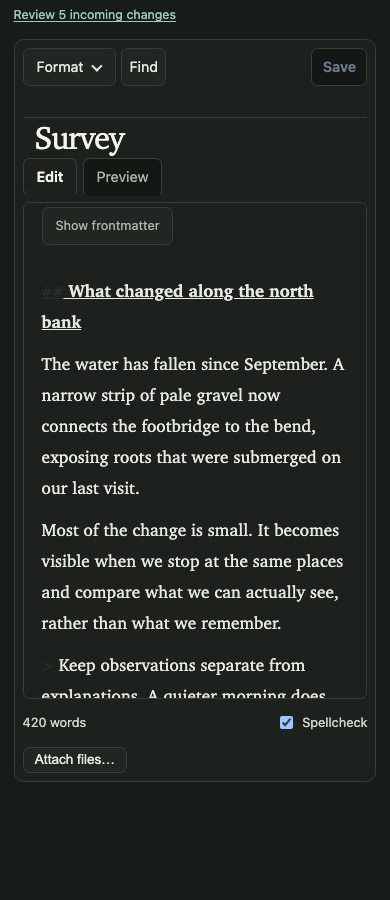 Review 5 incoming changes
Format
Find
Save
Survey
Edit
Preview
Show frontmatter
## What changed along the north
bank
The water has fallen since September. A
narrow strip of pale gravel now
connects the footbridge to the bend,
exposing roots that were submerged on
our last visit.
Most of the change is small. It becomes
visible when we stop at the same places
and compare what we can actually see,
rather than what we remember.
> Keep observations separate from
explanations. A quieter morning does
420 words
Spellcheck
Attach files…